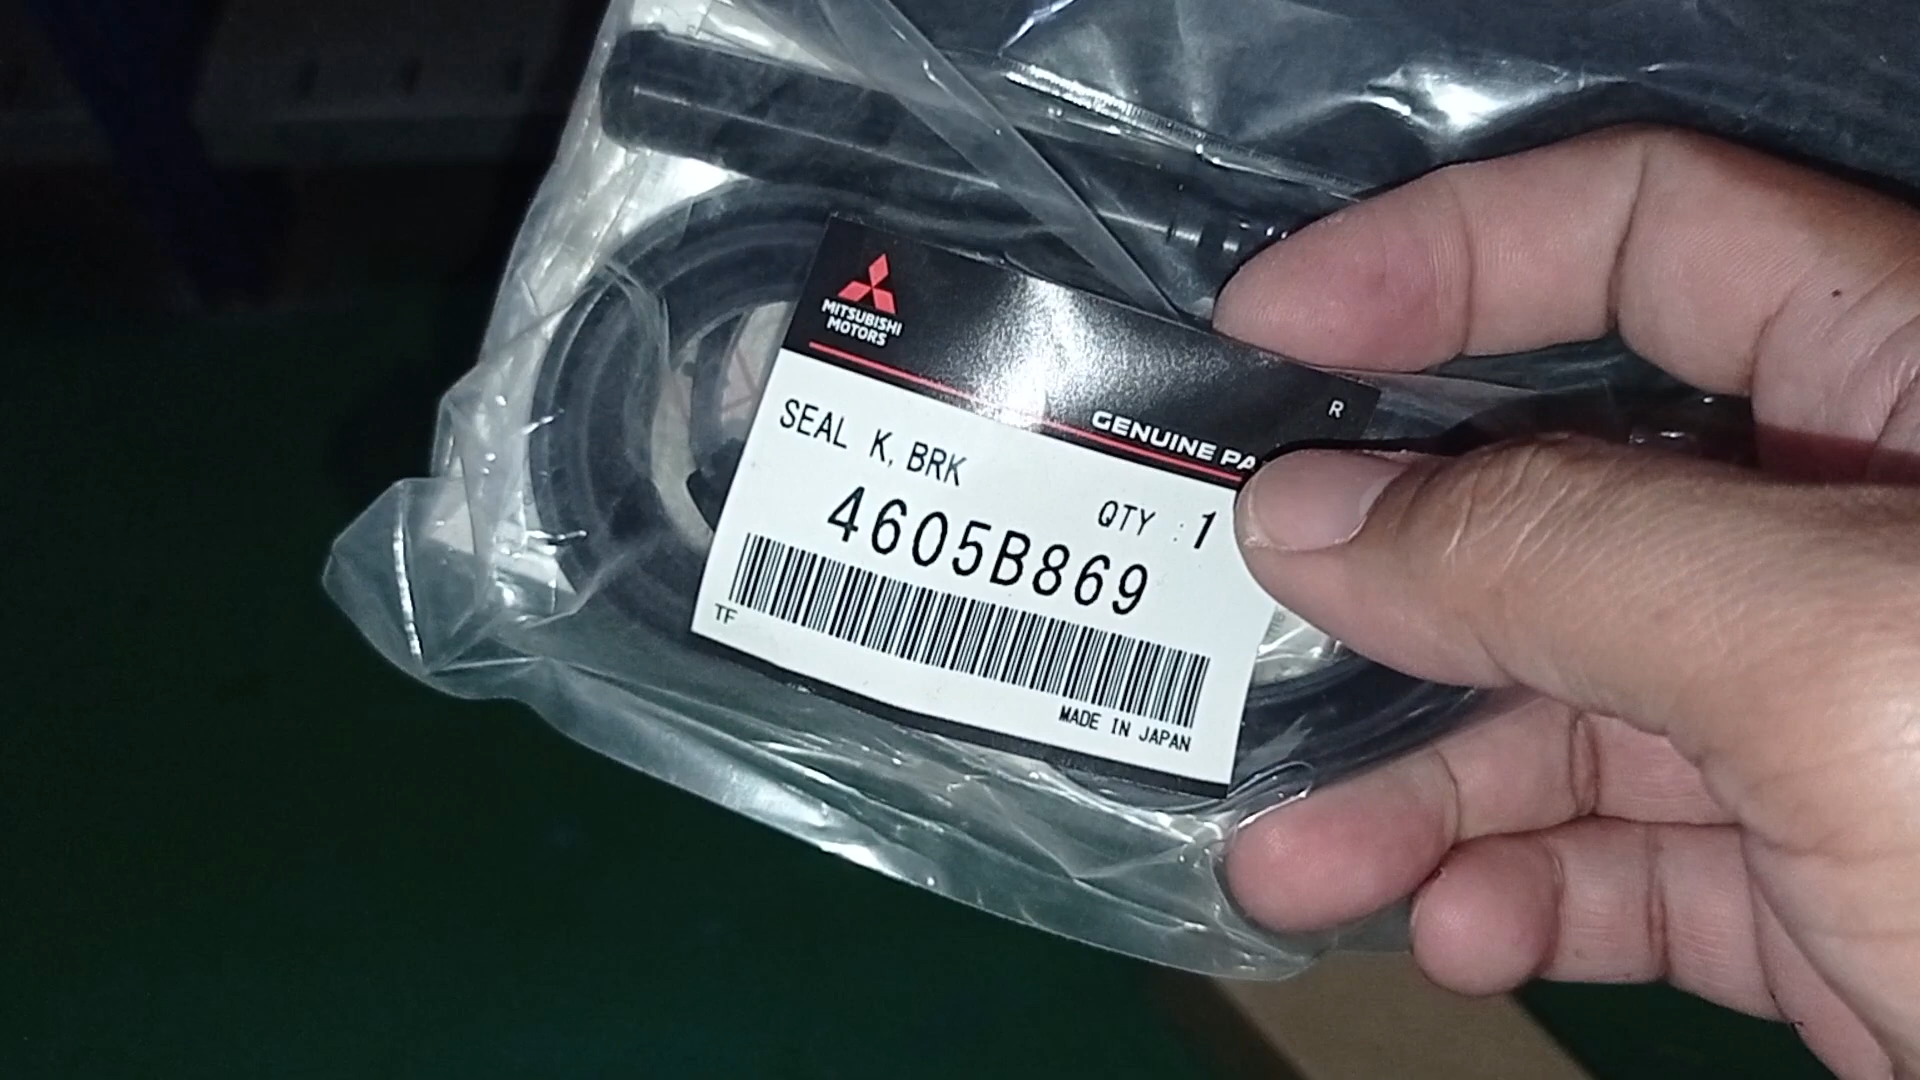 MITSUBISHI
MOTORS
R
GENUINE PA
SEAL K, BRK
QTY : 1
4605B869
TF
MADE IN JAPAN